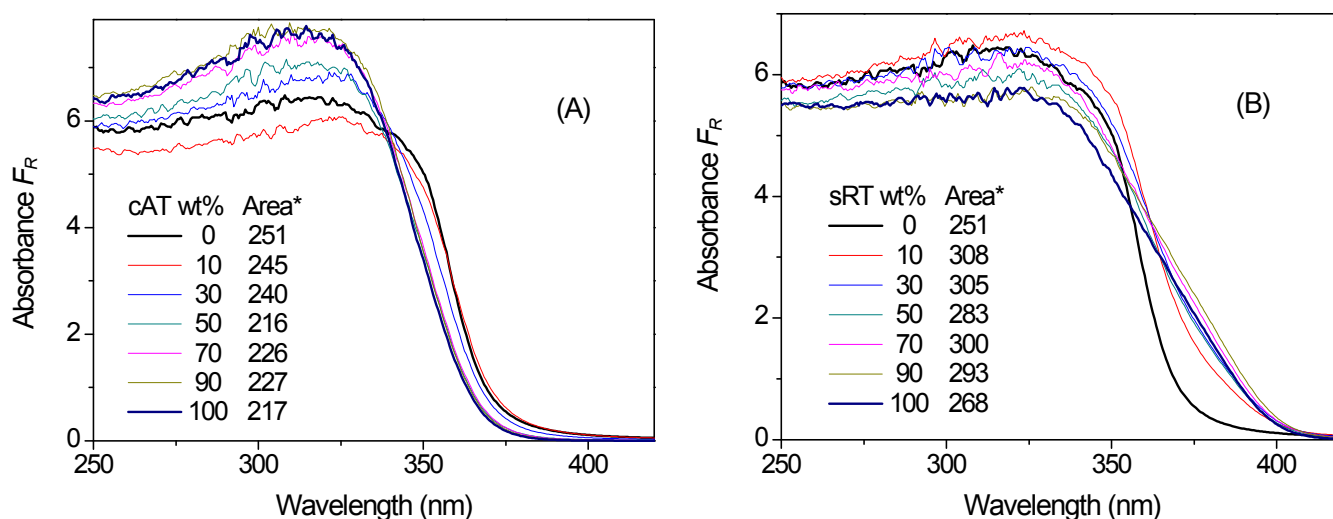 (A)
Absorbance F_R
6
4
2
0
cAT wt% Area*
0 251
10 245
30 240
50 216
70 226
90 227
100 217
250 300 350 400
Wavelength (nm)
(B)
Absorbance F_R
6
4
2
0
sRT wt% Area*
0 251
10 308
30 305
50 283
70 300
90 293
100 268
250 300 350 400
Wavelength (nm)